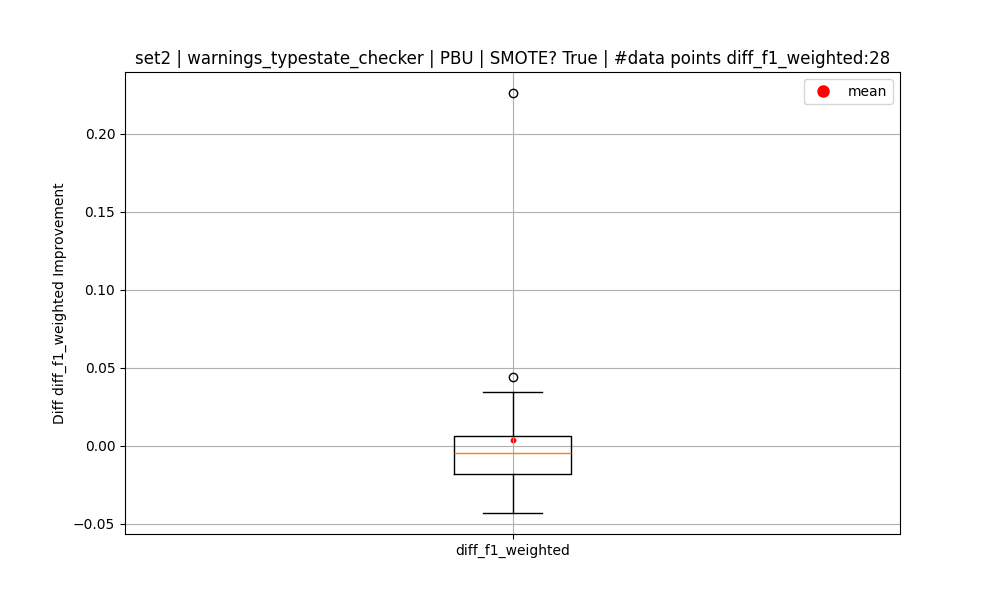 set2 | warnings_typestate_checker | PBU | SMOTE? True | #data points diff_f1_weighted:28
mean
0.20
0.15
0.10
0.05
0.00
−0.05
Diff diff_f1_weighted Improvement
diff_f1_weighted